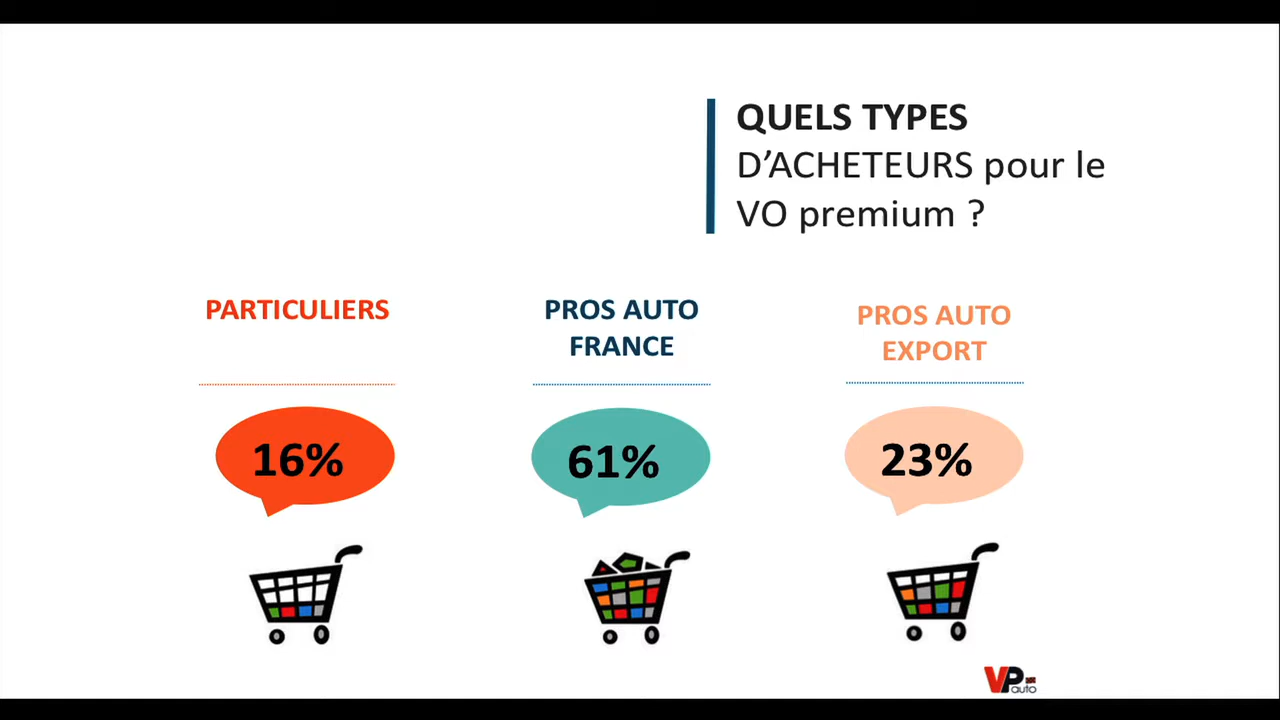 QUELS TYPES
D’ACHETEURS pour le
VO premium ?
PARTICULIERS
PROS AUTO
FRANCE
PROS AUTO
EXPORT
16%
61%
23%
VP
auto